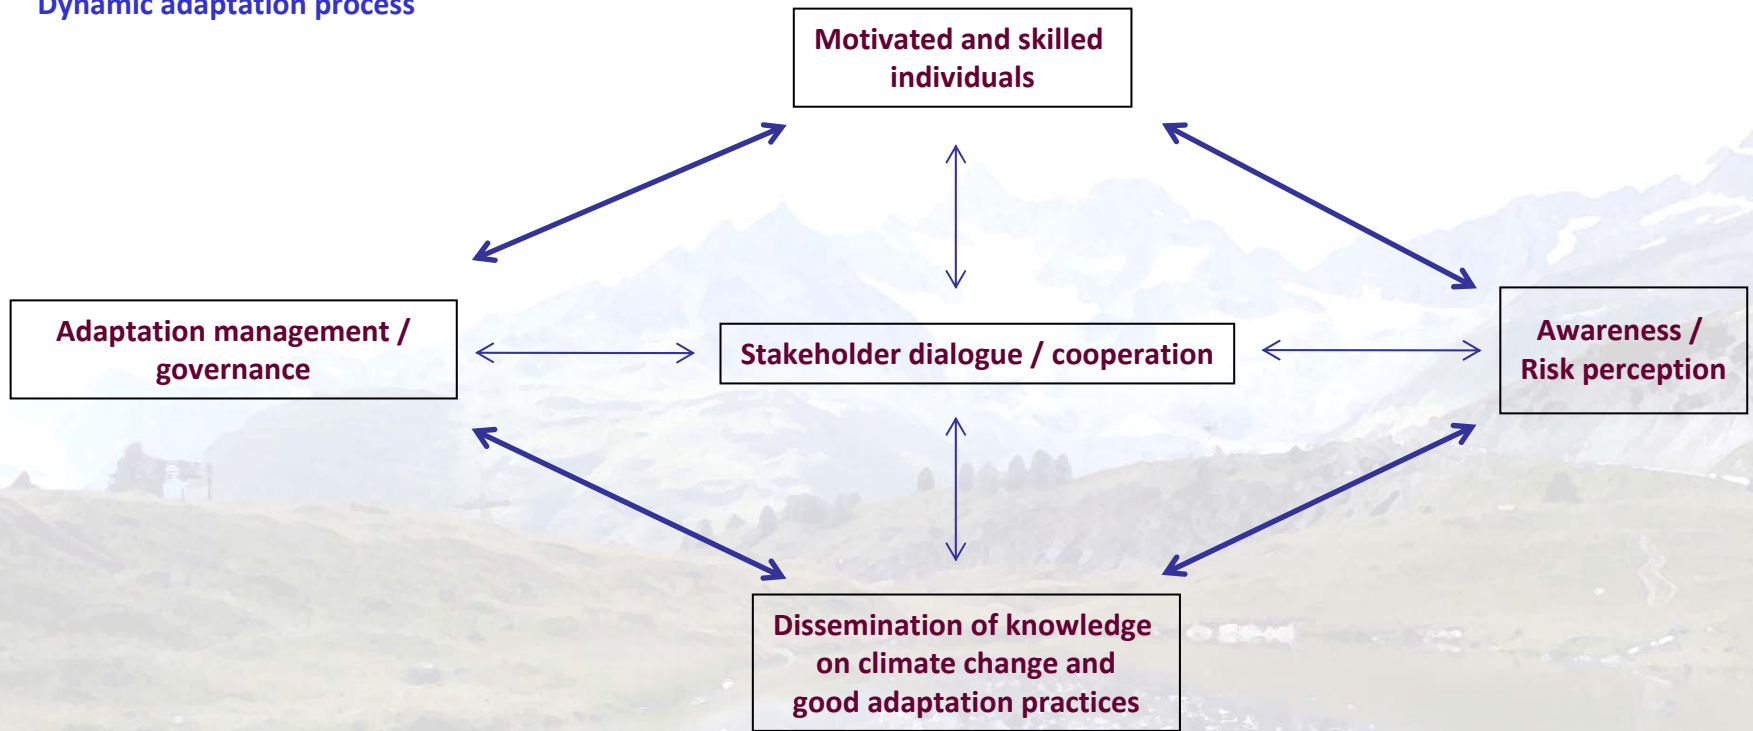 Dynamic adaptation process
Motivated and skilled
individuals
Adaptation management /
governance
Stakeholder dialogue / cooperation
Awareness /
Risk perception
Dissemination of knowledge
on climate change and
good adaptation practices